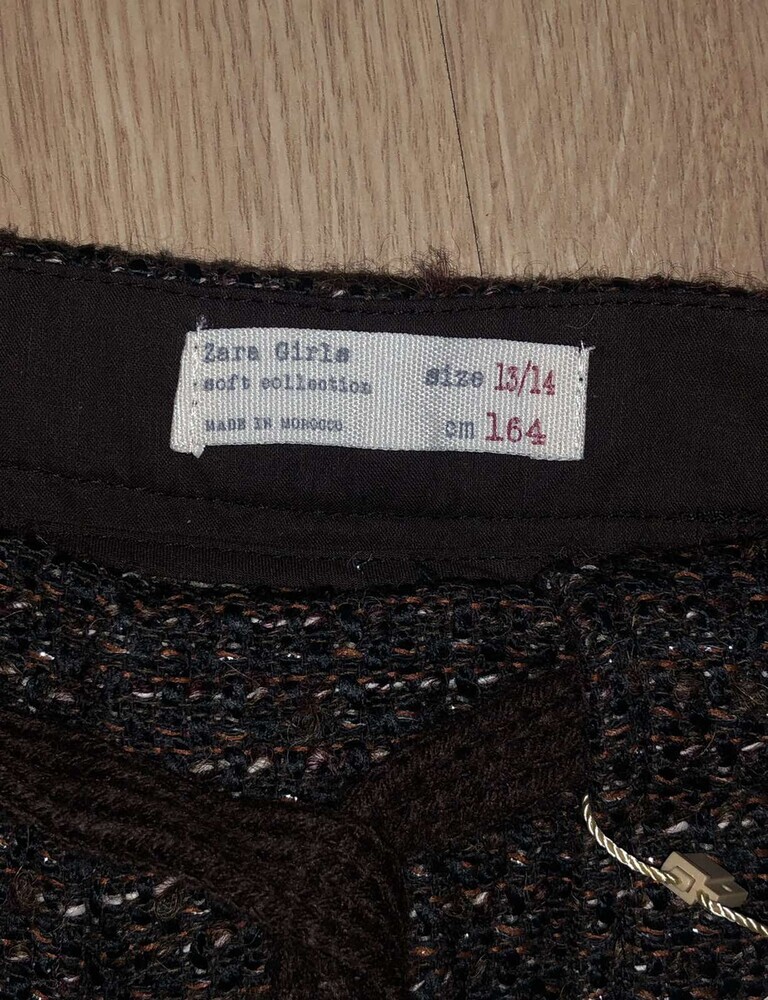 Zara Girls
soft collection
MADE IN MOROCCO
size 13/14
cm 164